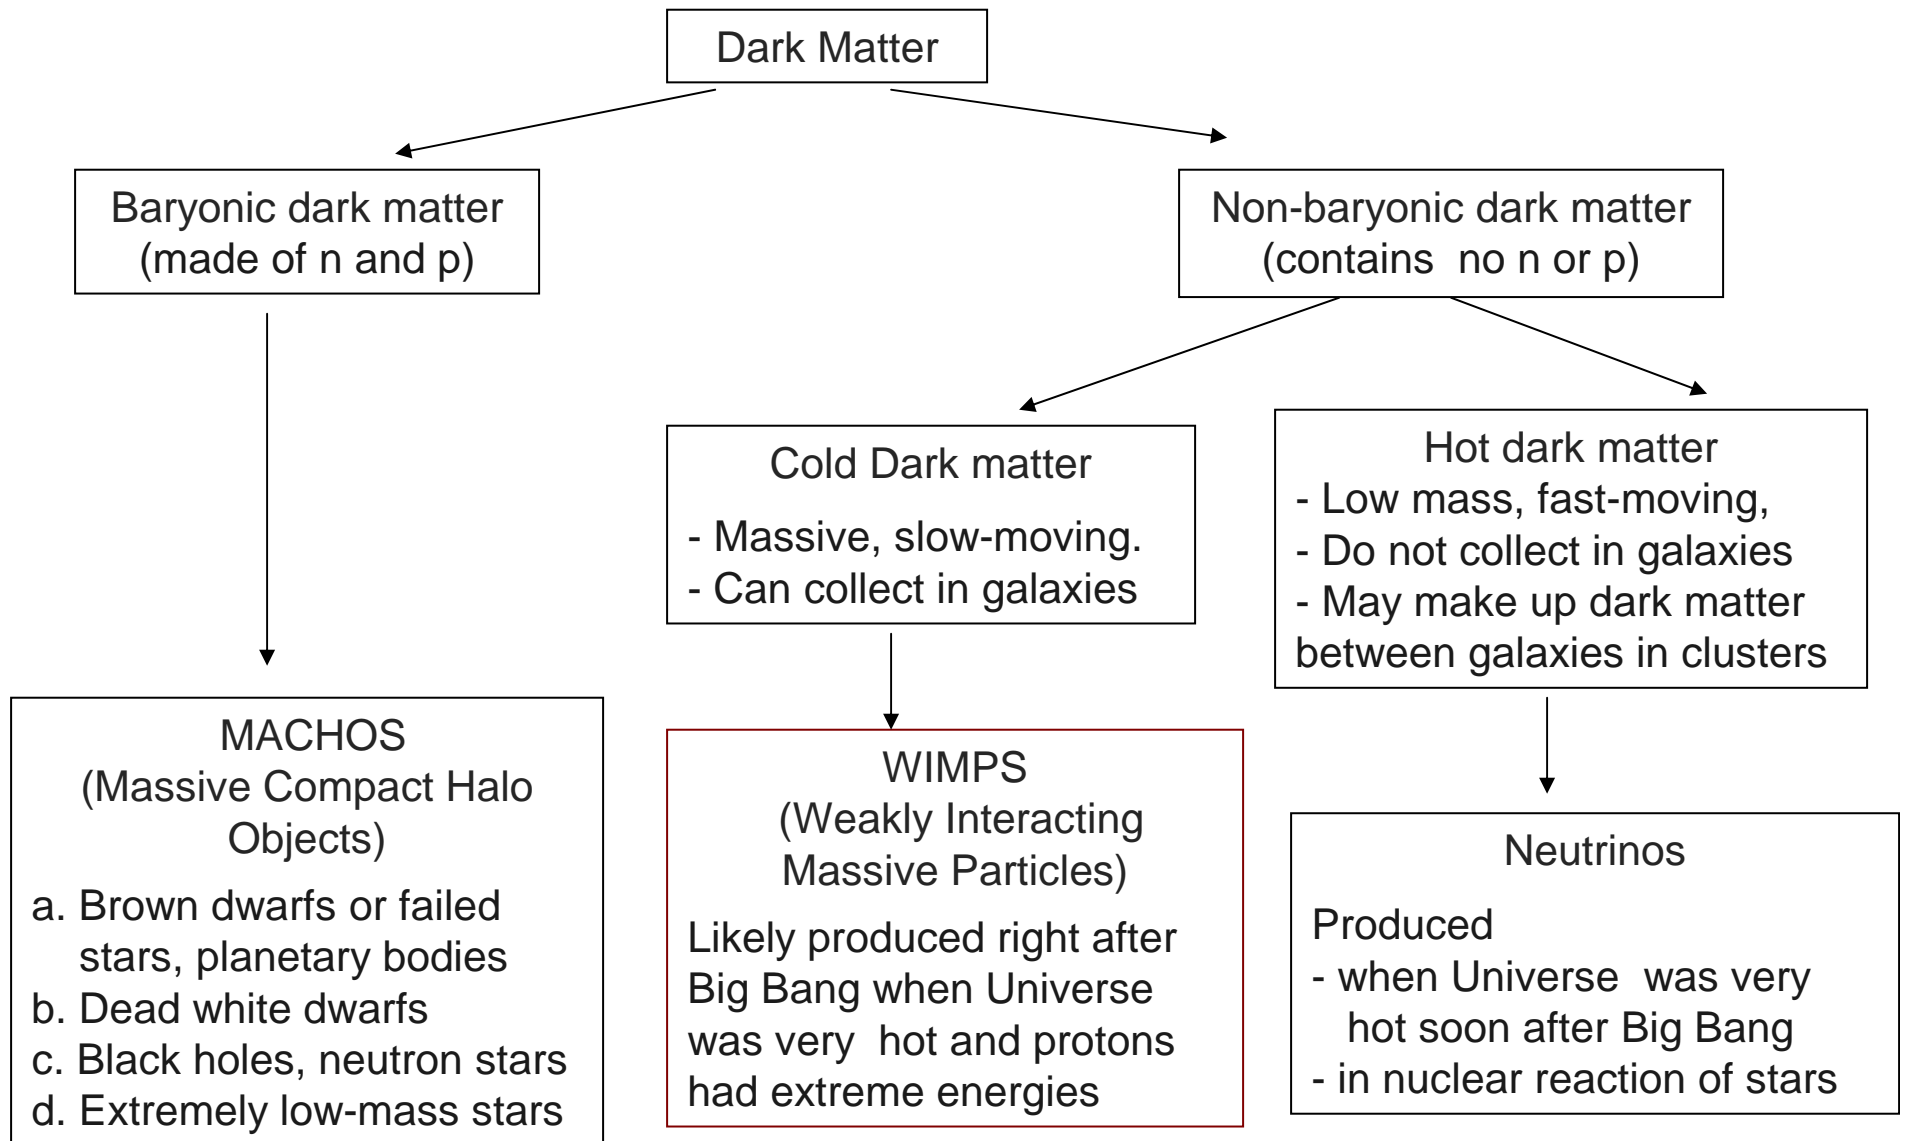 Dark Matter
Baryonic dark matter
(made of n and p)
Non-baryonic dark matter
(contains no n or p)
Cold Dark matter
- Massive, slow-moving.
- Can collect in galaxies
Hot dark matter
- Low mass, fast-moving,
- Do not collect in galaxies
- May make up dark matter
between galaxies in clusters
MACHOS
(Massive Compact Halo
Objects)
a. Brown dwarfs or failed
stars, planetary bodies
b. Dead white dwarfs
c. Black holes, neutron stars
d. Extremely low-mass stars
WIMPS
(Weakly Interacting
Massive Particles)
Likely produced right after
Big Bang when Universe
was very hot and protons
had extreme energies
Neutrinos
Produced
- when Universe was very
hot soon after Big Bang
- in nuclear reaction of stars